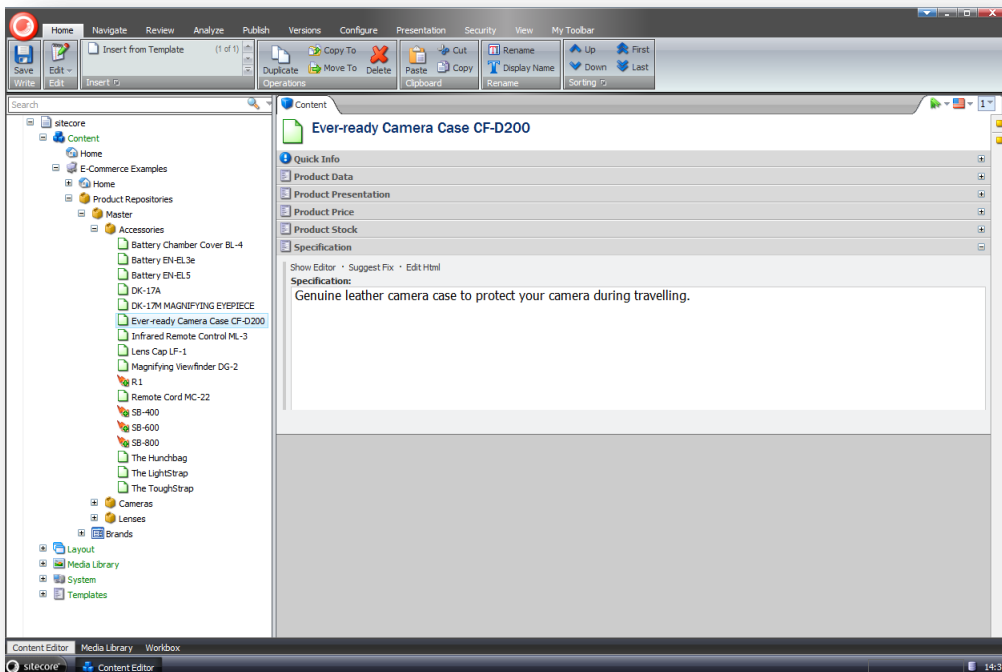 Home Navigate Review Analyze Publish Versions Configure Presentation Security View My Toolbar
Save
Write
Edit
Edit
Insert from Template (1 of 1)
Insert
Duplicate
Copy To
Move To
Delete
Operations
Paste
Cut
Copy
Clipboard
Rename
Display Name
Rename
Up First
Down Last
Sorting
Search
sitecore
Content
Home
E-Commerce Examples
Home
Product Repositories
Master
Accessories
Battery Chamber Cover BL-4
Battery EN-EL3e
Battery EN-EL5
DK-17A
DK-17M MAGNIFYING EYEPIECE
Ever-ready Camera Case CF-D200
Infrared Remote Control ML-3
Lens Cap LF-1
Magnifying Viewfinder DG-2
R1
Remote Cord MC-22
SB-400
SB-600
SB-800
The Hunchbag
The LightStrap
The ToughStrap
Cameras
Lenses
Brands
Layout
Media Library
System
Templates
Content
1
Ever-ready Camera Case CF-D200
Quick Info
Product Data
Product Presentation
Product Price
Product Stock
Specification
Show Editor · Suggest Fix · Edit Html
Specification:
Genuine leather camera case to protect your camera during travelling.
Content Editor Media Library Workbox
sitecore Content Editor